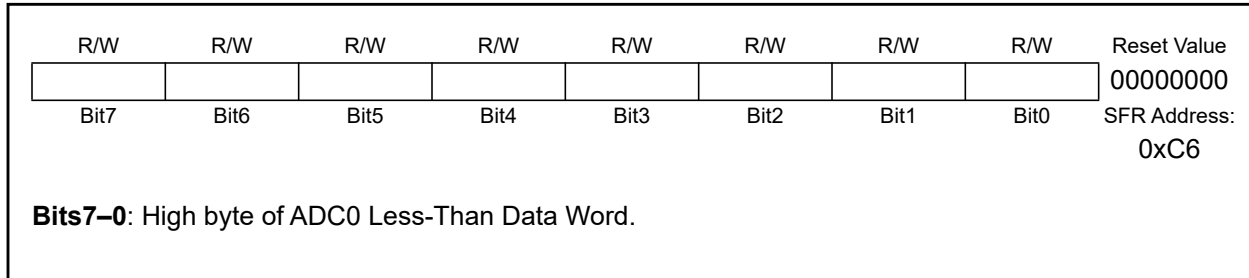 R/W R/W R/W R/W R/W R/W R/W R/W Reset Value
00000000
Bit7 Bit6 Bit5 Bit4 Bit3 Bit2 Bit1 Bit0 SFR Address:
0xC6
Bits7–0: High byte of ADC0 Less-Than Data Word.